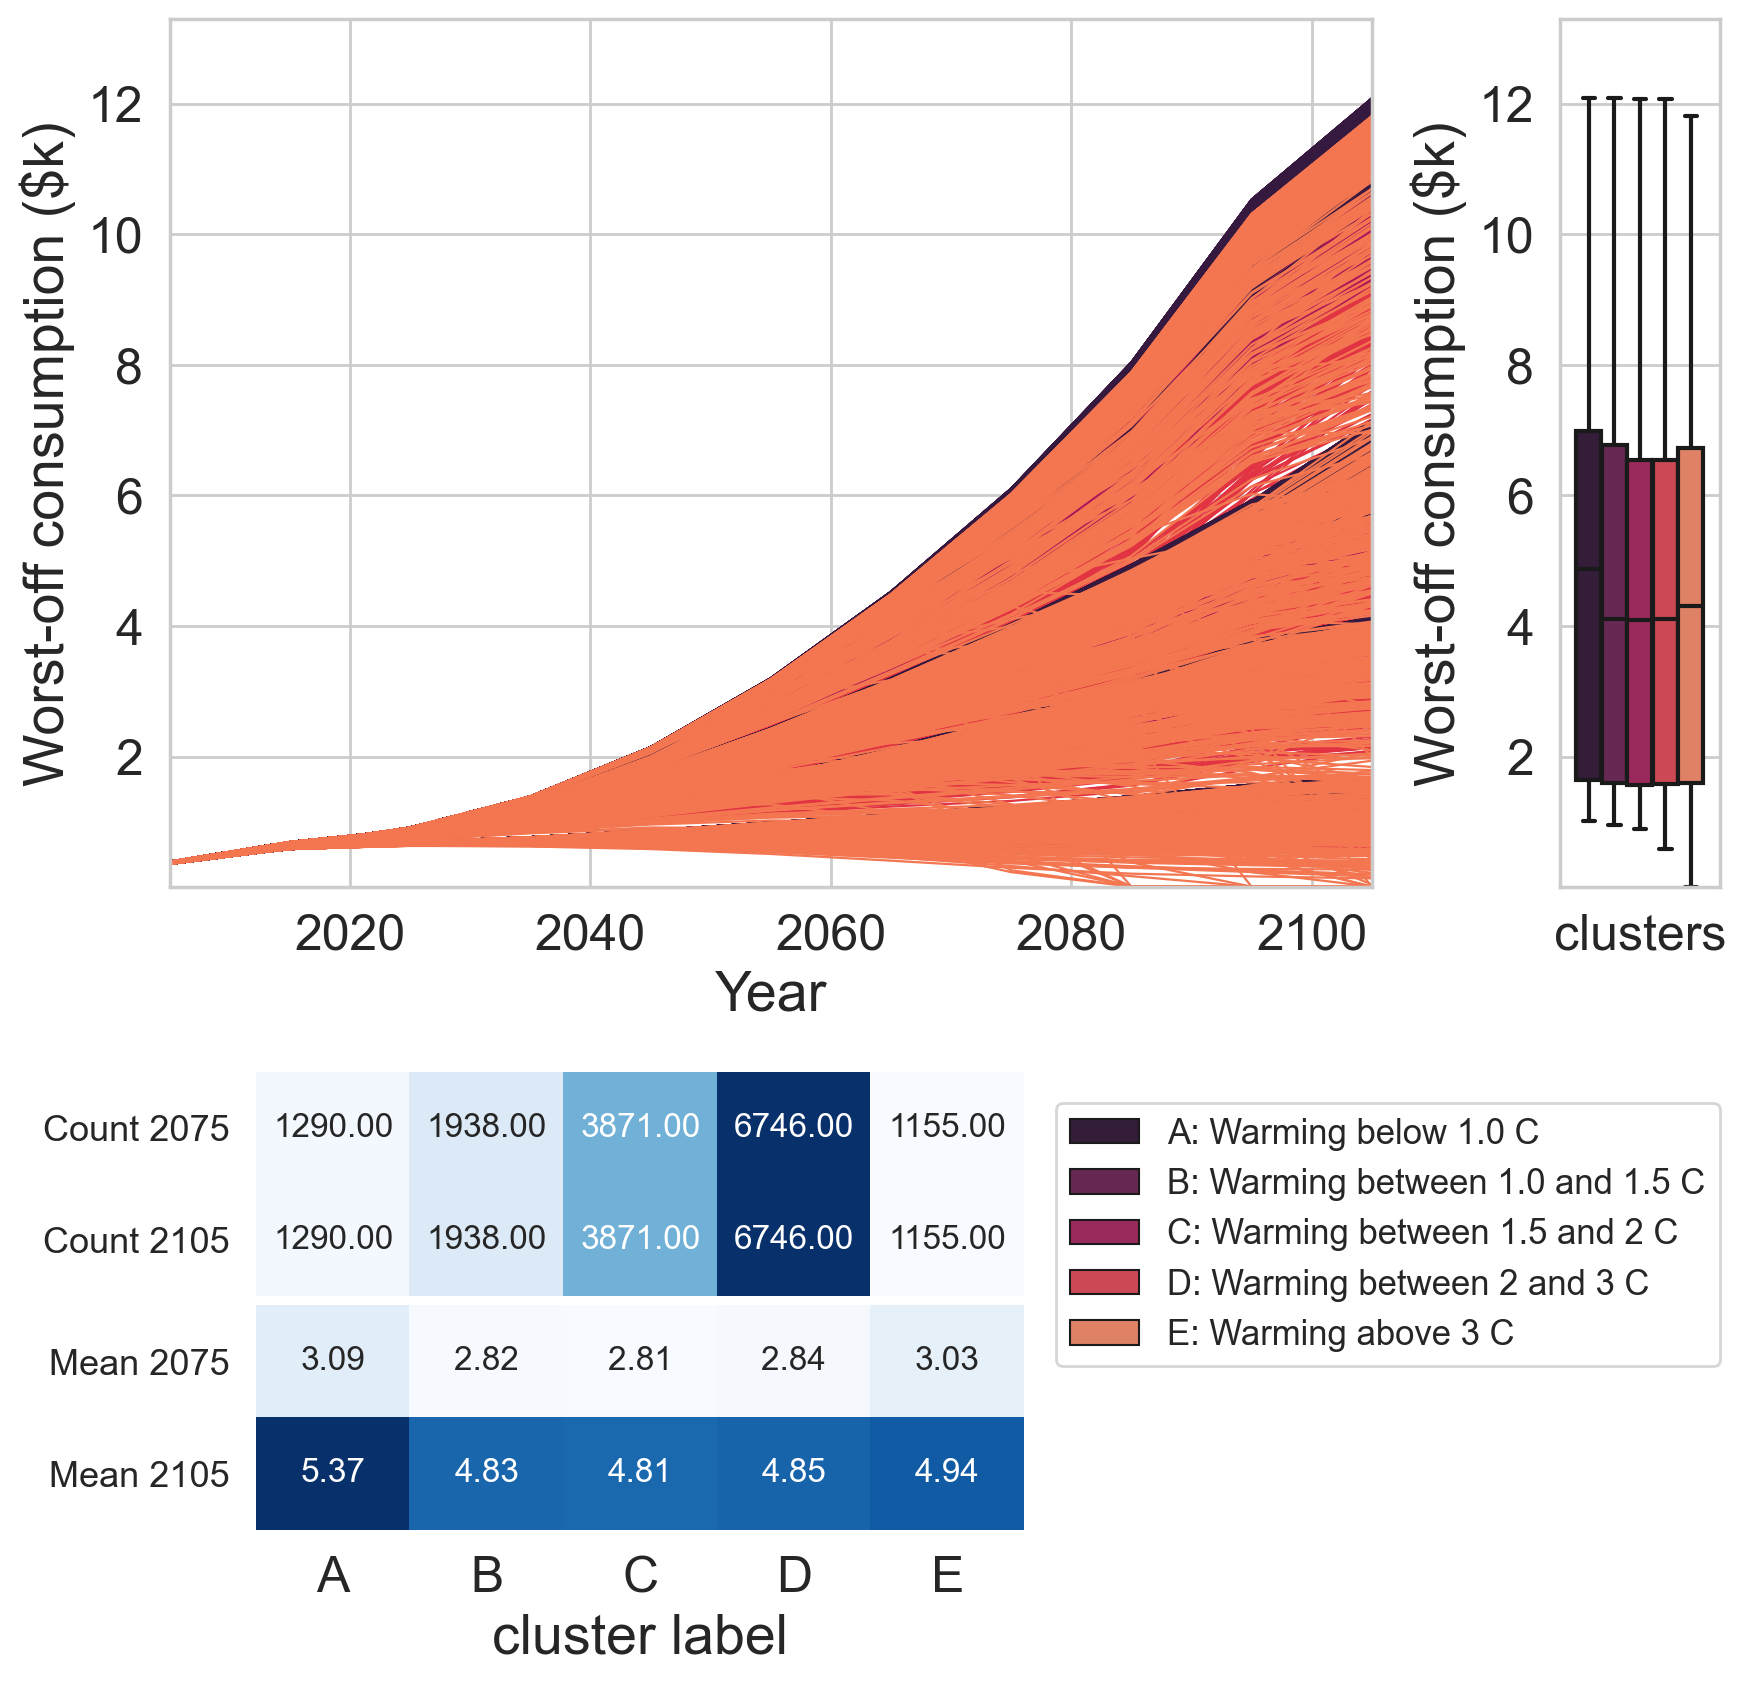 Worst-off consumption ($k)
12
10
8
6
4
2
2020 2040 2060 2080 2100
Year
Worst-off consumption ($k)
12
10
8
6
4
2
clusters
Count 2075 1290.00 1938.00 3871.00 6746.00 1155.00
Count 2105 1290.00 1938.00 3871.00 6746.00 1155.00
Mean 2075 3.09 2.82 2.81 2.84 3.03
Mean 2105 5.37 4.83 4.81 4.85 4.94
A B C D E
cluster label
A: Warming below 1.0 C
B: Warming between 1.0 and 1.5 C
C: Warming between 1.5 and 2 C
D: Warming between 2 and 3 C
E: Warming above 3 C